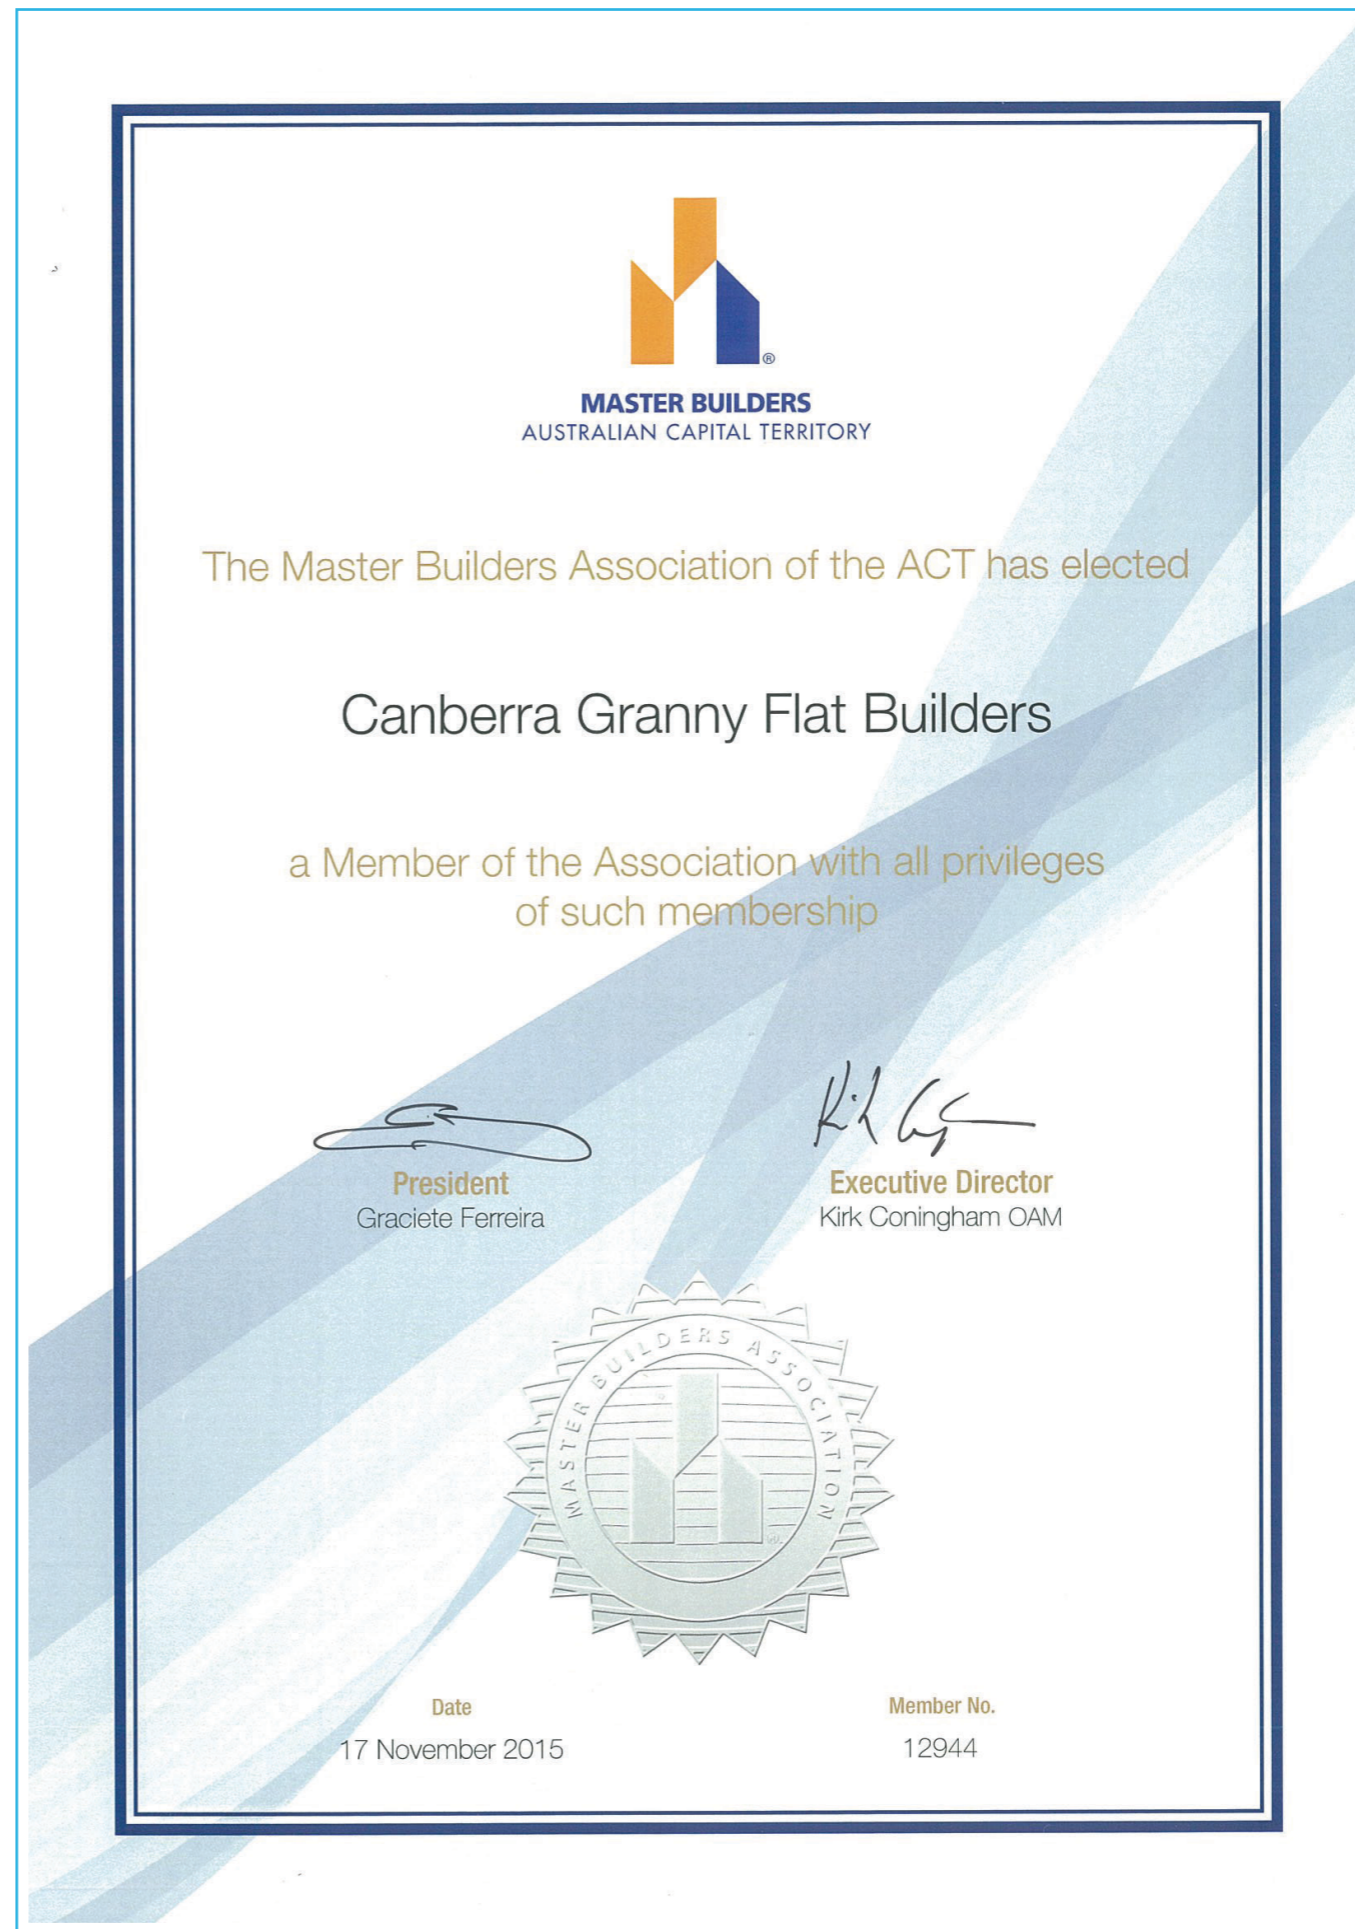 ®
MASTER BUILDERS
AUSTRALIAN CAPITAL TERRITORY
The Master Builders Association of the ACT has elected
Canberra Granny Flat Builders
a Member of the Association with all privileges
of such membership
President
Graciete Ferreira
Executive Director
Kirk Coningham OAM
MASTER BUILDERS ASSOCIATION
Date
17 November 2015
Member No.
12944